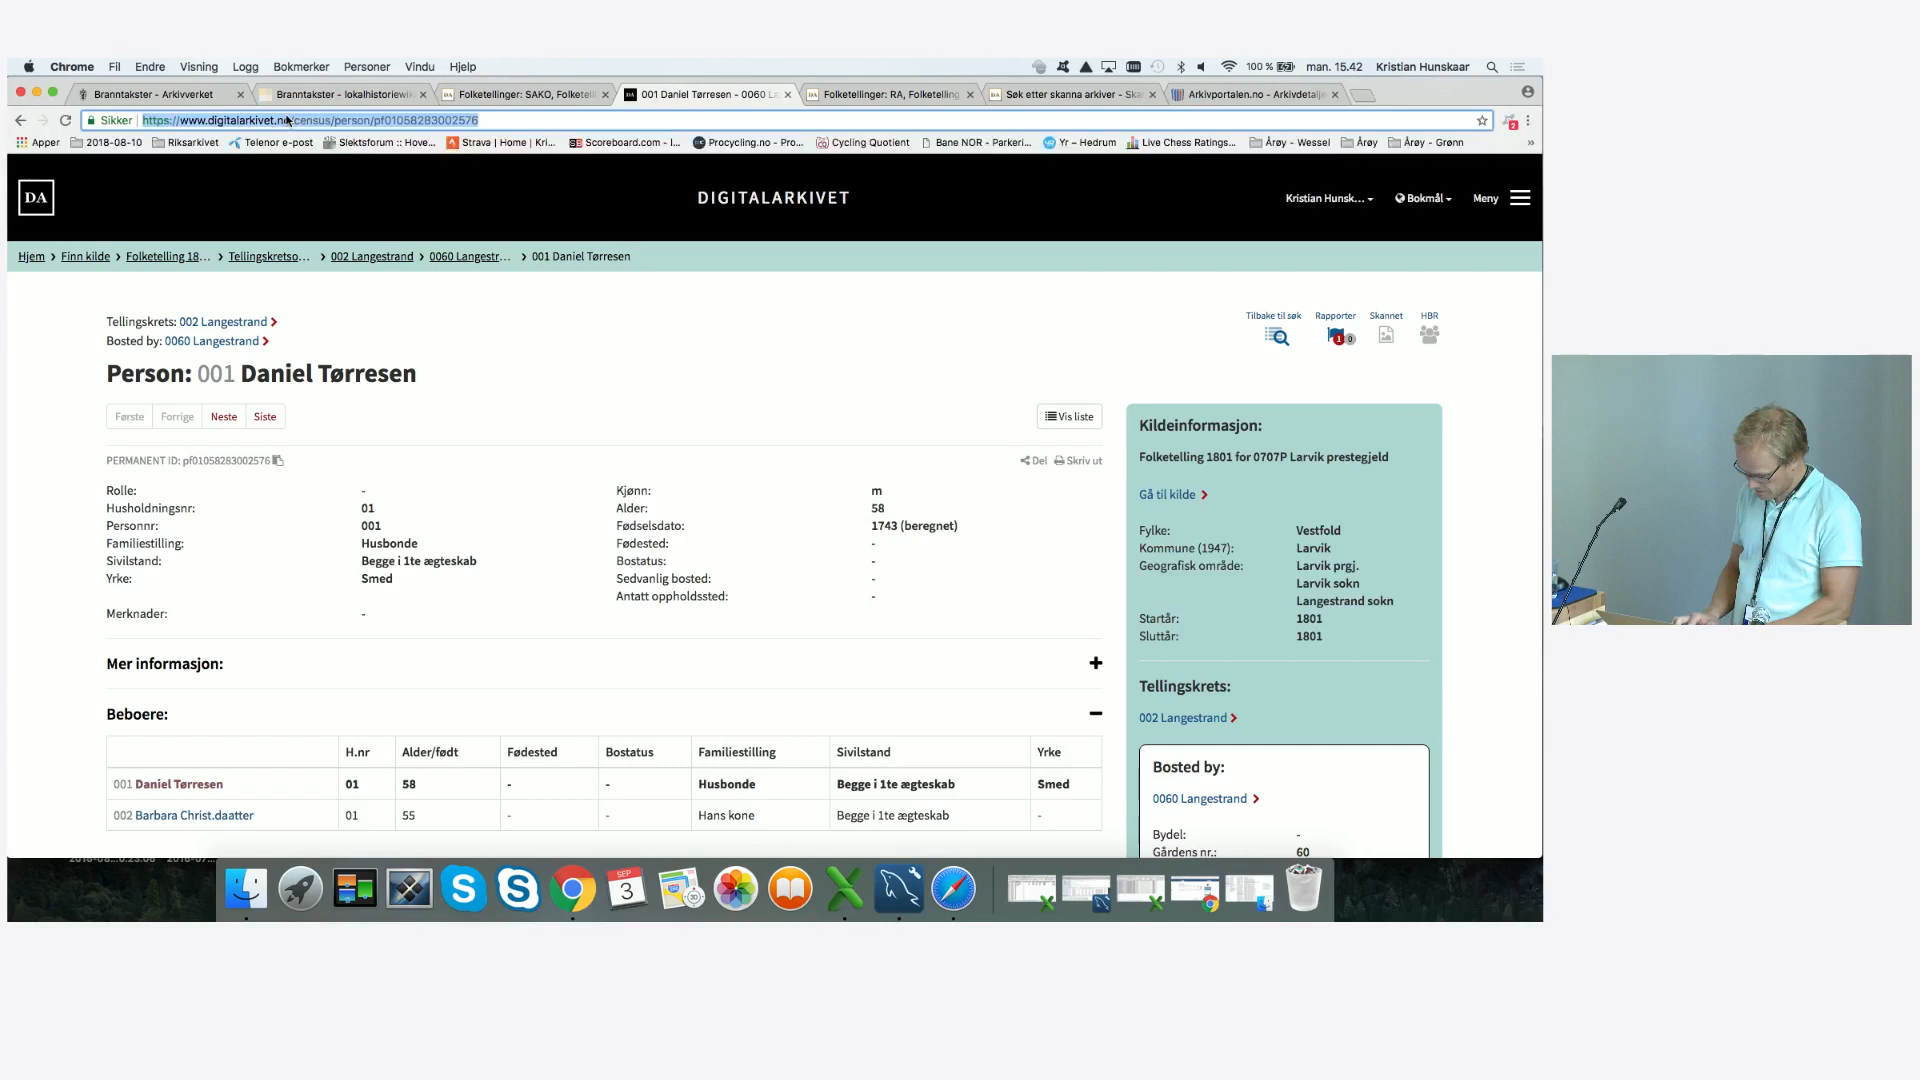 Chrome Fil Endre Visning Logg Bokmerker Personer Vindu Hjelp 100 % man. 15.42 Kristian Hunskaar
Branntakster - Arkivverket Branntakster - lokalhistoriewi Folketellinger: SAKO, Folketell 001 Daniel Tørresen - 0060 La Folketellinger: RA, Folketelling Søk etter skanna arkiver - Ska Arkivportalen.no - Arkivdetalje
Sikker https://www.digitalarkivet.no/census/person/pf01058283002576 2
Apper 2018-08-10 Riksarkivet Telenor e-post Slektsforum :: Hove... Strava | Home | Kri... Scoreboard.com - l... Procycling.no - Pro... Cycling Quotient Bane NOR - Parkeri... Yr – Hedrum Live Chess Ratings... Årøy - Wessel Årøy Årøy - Grønn »
DA DIGITALARKIVET Kristian Hunsk... Bokmål Meny
Hjem › Finn kilde › Folketelling 18... › Tellingskretso... › 002 Langestrand › 0060 Langestr... › 001 Daniel Tørresen
Tellingskrets: 002 Langestrand
Bosted by: 0060 Langestrand
Tilbake til søk Rapporter Skannet HBR
1 0
Person: 001 Daniel Tørresen
Første Forrige Neste Siste
Vis liste
PERMANENT ID: pf01058283002576
Del Skriv ut
Rolle: - Kjønn: m
Husholdningsnr: 01 Alder: 58
Personnr: 001 Fødselsdato: 1743 (beregnet)
Familiestilling: Husbonde Fødested: -
Sivilstand: Begge i 1te ægteskab Bostatus: -
Yrke: Smed Sedvanlig bosted: -
Antatt oppholdssted: -
Merknader: -
Mer informasjon:
Beboere:
H.nr Alder/født Fødested Bostatus Familiestilling Sivilstand Yrke
001 Daniel Tørresen 01 58 - - Husbonde Begge i 1te ægteskab Smed
002 Barbara Christ.daatter 01 55 - - Hans kone Begge i 1te ægteskab -
Kildeinformasjon:
Folketelling 1801 for 0707P Larvik prestegjeld
Gå til kilde
Fylke: Vestfold
Kommune (1947): Larvik
Geografisk område: Larvik prgj.
Larvik sokn
Langestrand sokn
Startår: 1801
Sluttår: 1801
Tellingskrets:
002 Langestrand
Bosted by:
0060 Langestrand
Bydel: -
Gårdens nr.: 60
SEP
3
3D